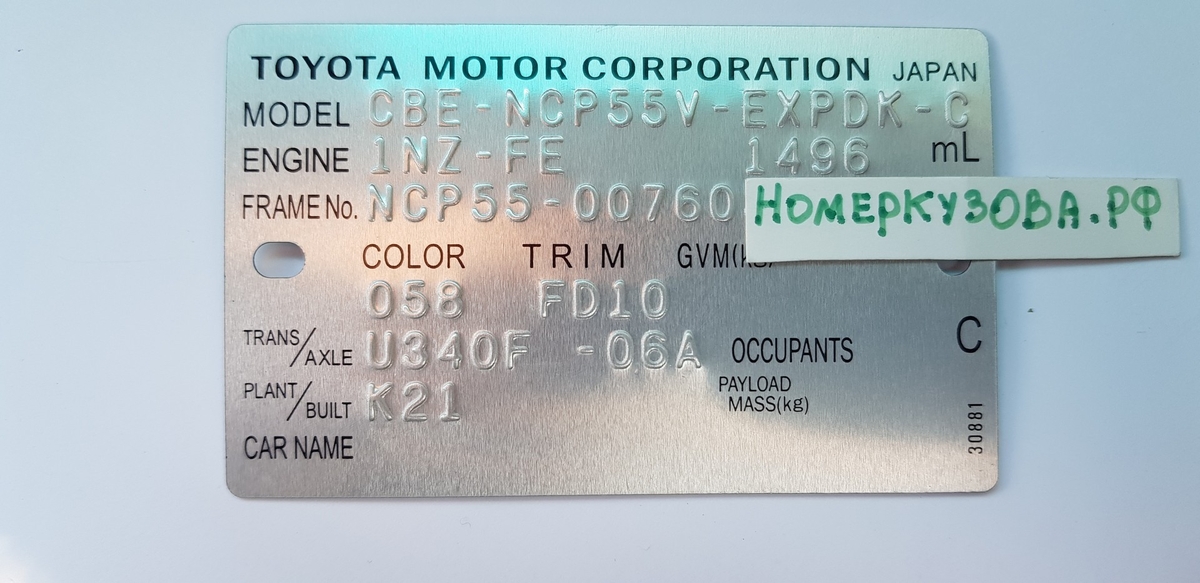 TOYOTA MOTOR CORPORATION JAPAN
MODEL CBE-NCP55V-EXPDK-C
ENGINE 1NZ-FE 1496 mL
FRAME No. NCP55-00760
НОМЕРКУЗОВА.РФ
COLOR TRIM
058 FD10
TRANS/AXLE U340F -06A OCCUPANTS C
PLANT/BUILT K21 PAYLOAD MASS(kg)
30881
CAR NAME